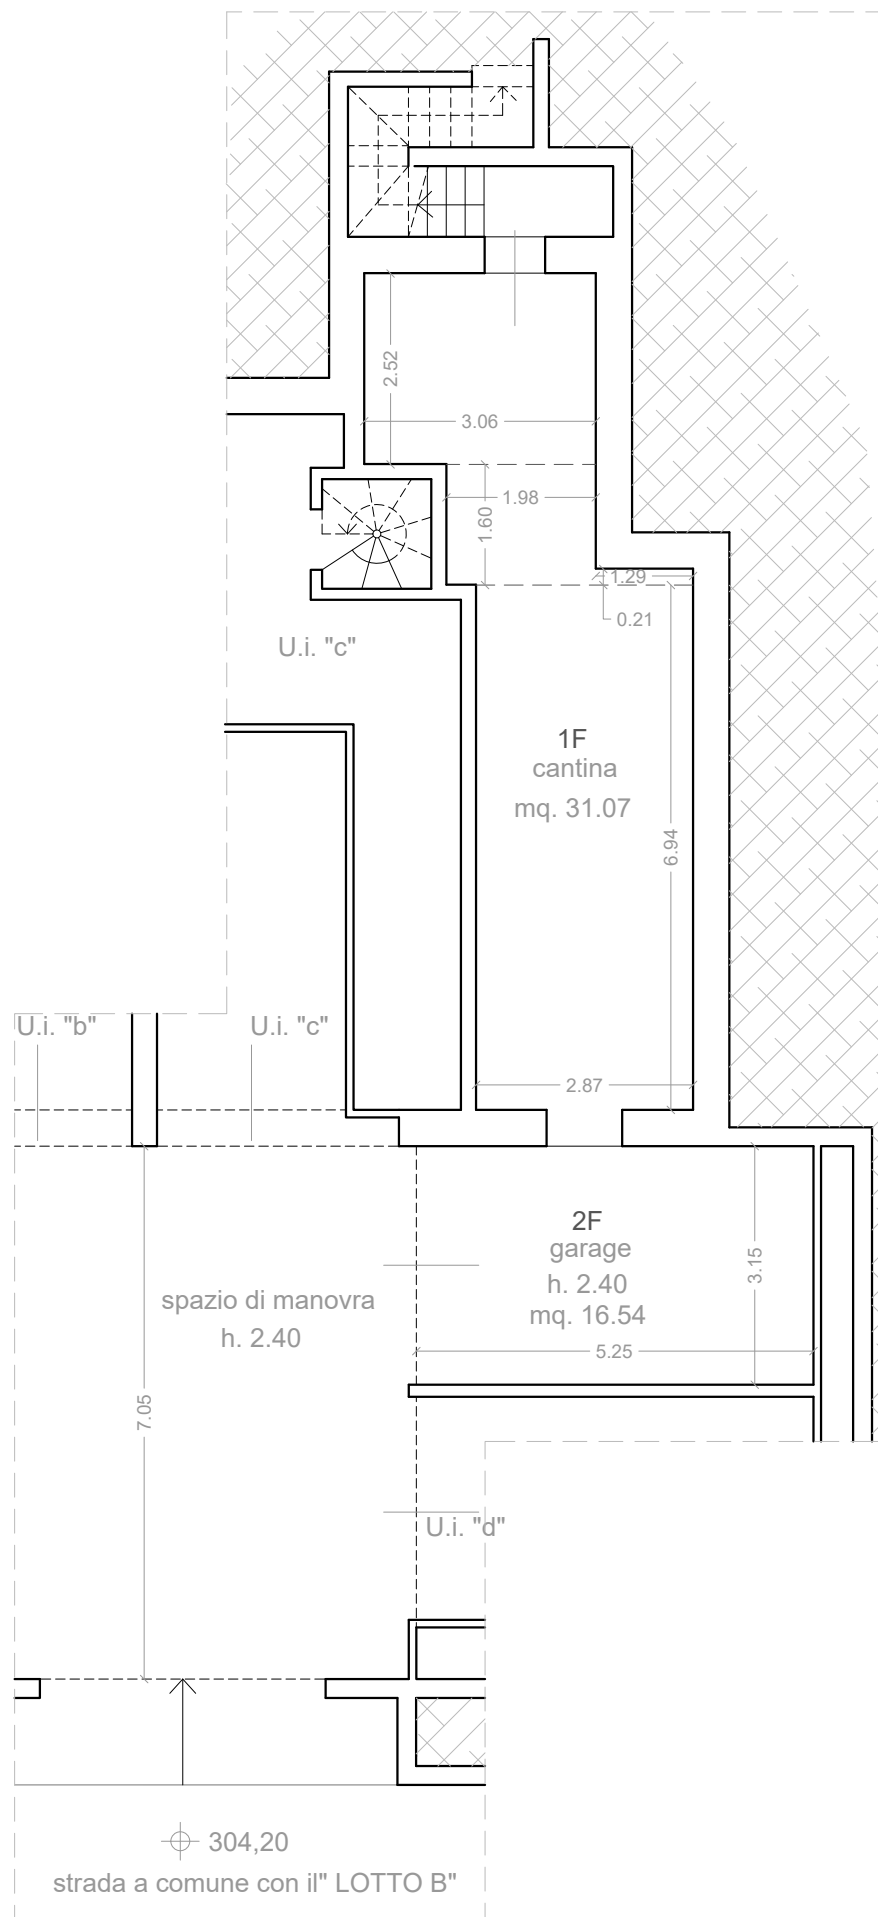 2.52
3.06
1.98
1.60
1.29
0.21
U.i. "c"
1F
cantina
mq. 31.07
6.94
U.i. "b"
U.i. "c"
2.87
2F
garage
h. 2.40
mq. 16.54
3.15
5.25
spazio di manovra
h. 2.40
7.05
U.i. "d"
304,20
strada a comune con il" LOTTO B"